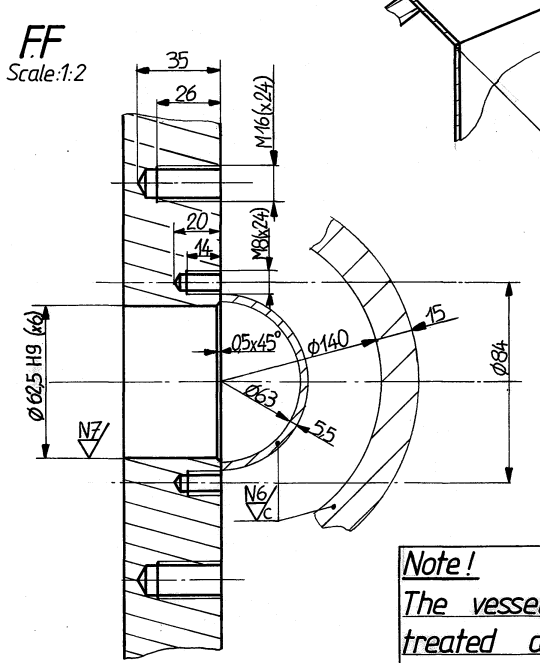 F.F
Scale:1:2
35
26
M16(x24)
20
14
M8(x24)
0,5x45°
Ø140
15
Ø84
Ø62,5 H9 (x6)
Ø63
5,5
N7
N6
c
Note!
The vesse
treated a